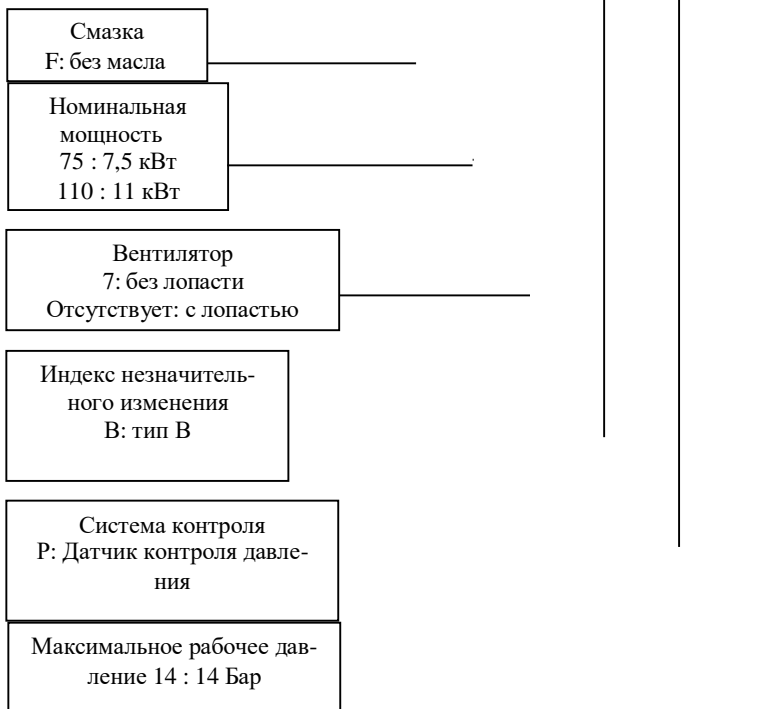 Смазка
F: без масла
Номинальная
мощность
75 : 7,5 кВт
110 : 11 кВт
Вентилятор
7: без лопасти
Отсутствует: с лопастью
Индекс незначитель-
ного изменения
В: тип В
Система контроля
Р: Датчик контроля давле-
ния
Максимальное рабочее дав-
ление 14 : 14 Бар